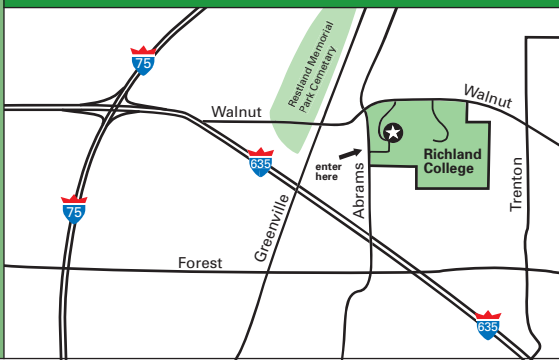 75
Restland Memorial
Park Cemetery
Walnut
Walnut
635
enter
here
Richland
College
Abrams
Trenton
75
Greenville
Forest
635